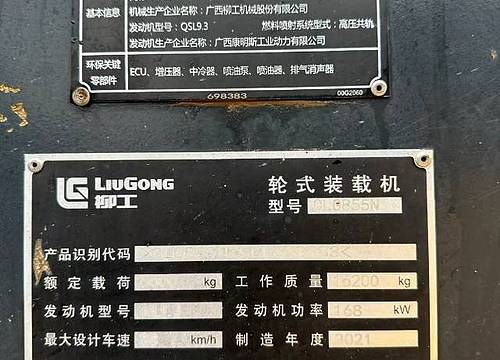 基本信息
机械生产企业名称：广西柳工机械股份有限公司
发动机型号：QSL9.3 燃料喷射系统型式：高压共轨
发动机生产企业名称：广西康明斯工业动力有限公司
环保关键零部件
ECU、增压器、中冷器、喷油泵、喷油器、排气消声器
698383 00G2060
LIUGONG
柳工
轮式装载机
型号
产品识别代码
额定载荷 kg 工作质量 16200 kg
发动机型号 发动机功率 168 kW
最大设计车速 km/h 制造年度 2021